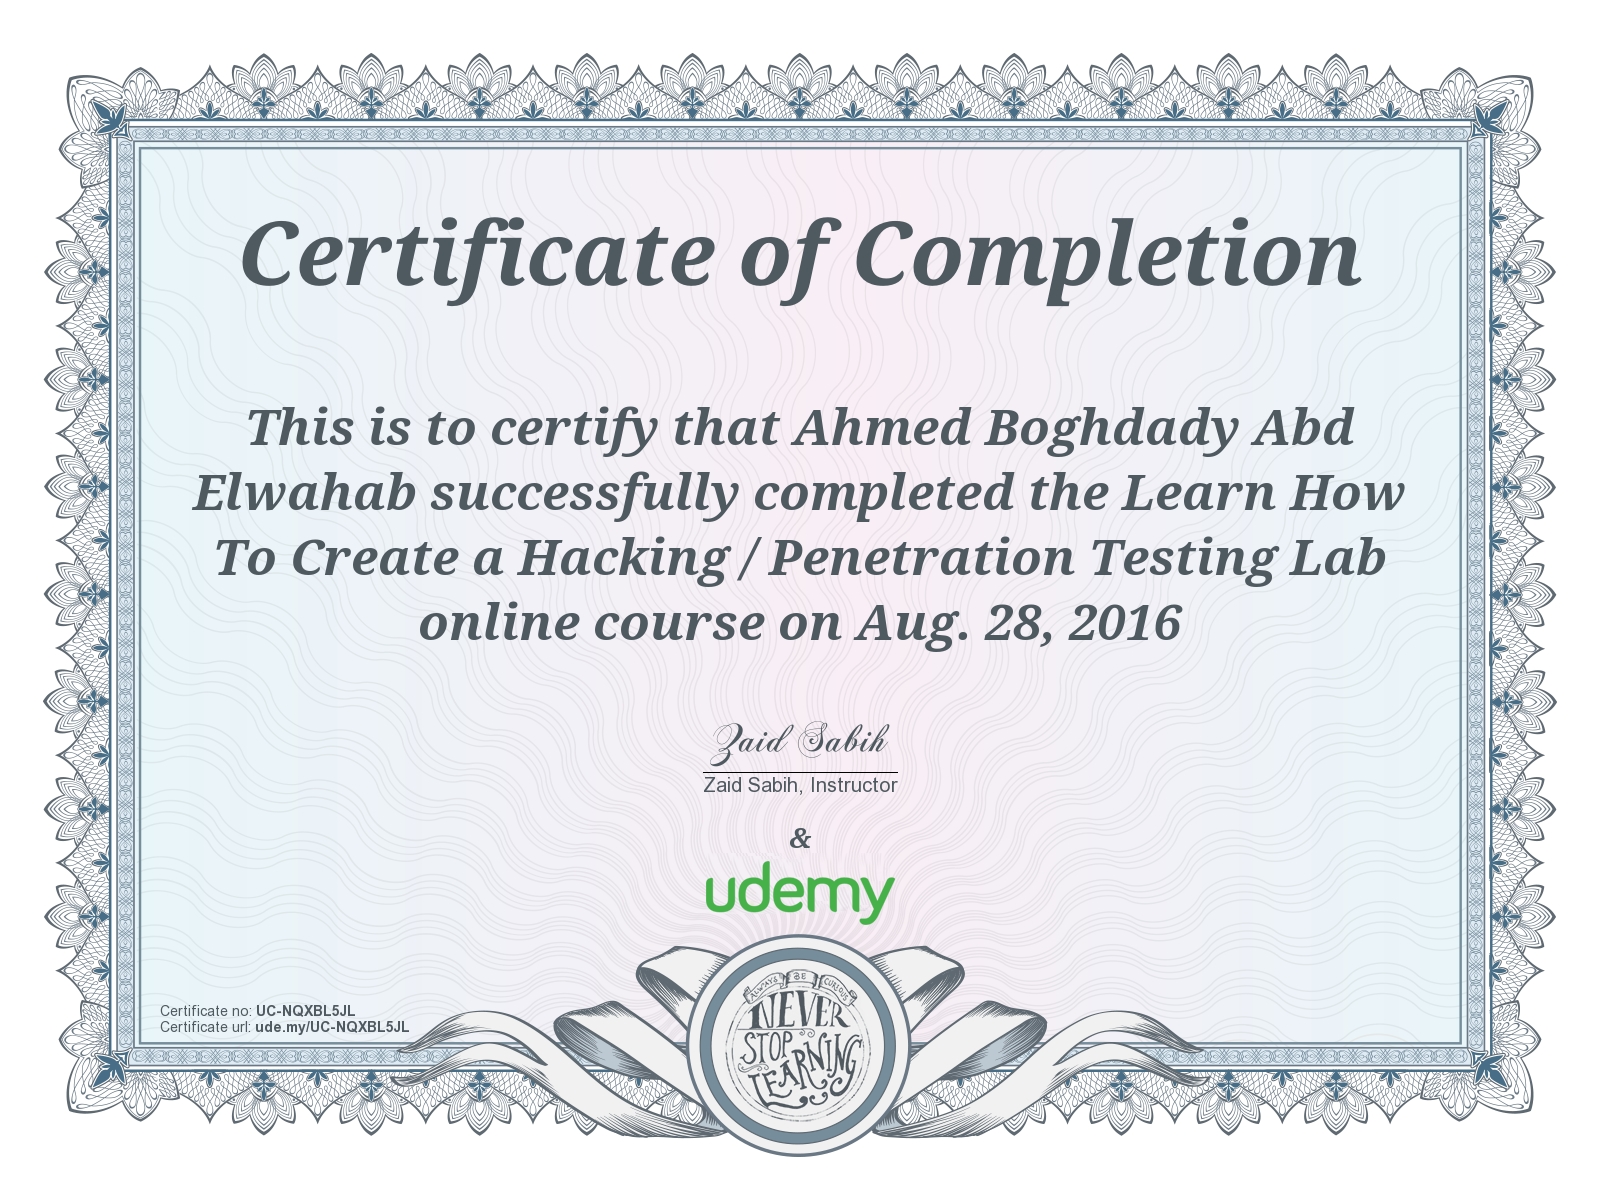 Certificate of Completion
This is to certify that Ahmed Boghdady Abd
Elwahab successfully completed the Learn How
To Create a Hacking / Penetration Testing Lab
online course on Aug. 28, 2016
Zaid Sabih
Zaid Sabih, Instructor
&
udemy
Certificate no: UC-NQXBL5JL
Certificate url: ude.my/UC-NQXBL5JL
ALWAYS BE CURIOUS
NEVER
STOP
LEARNING